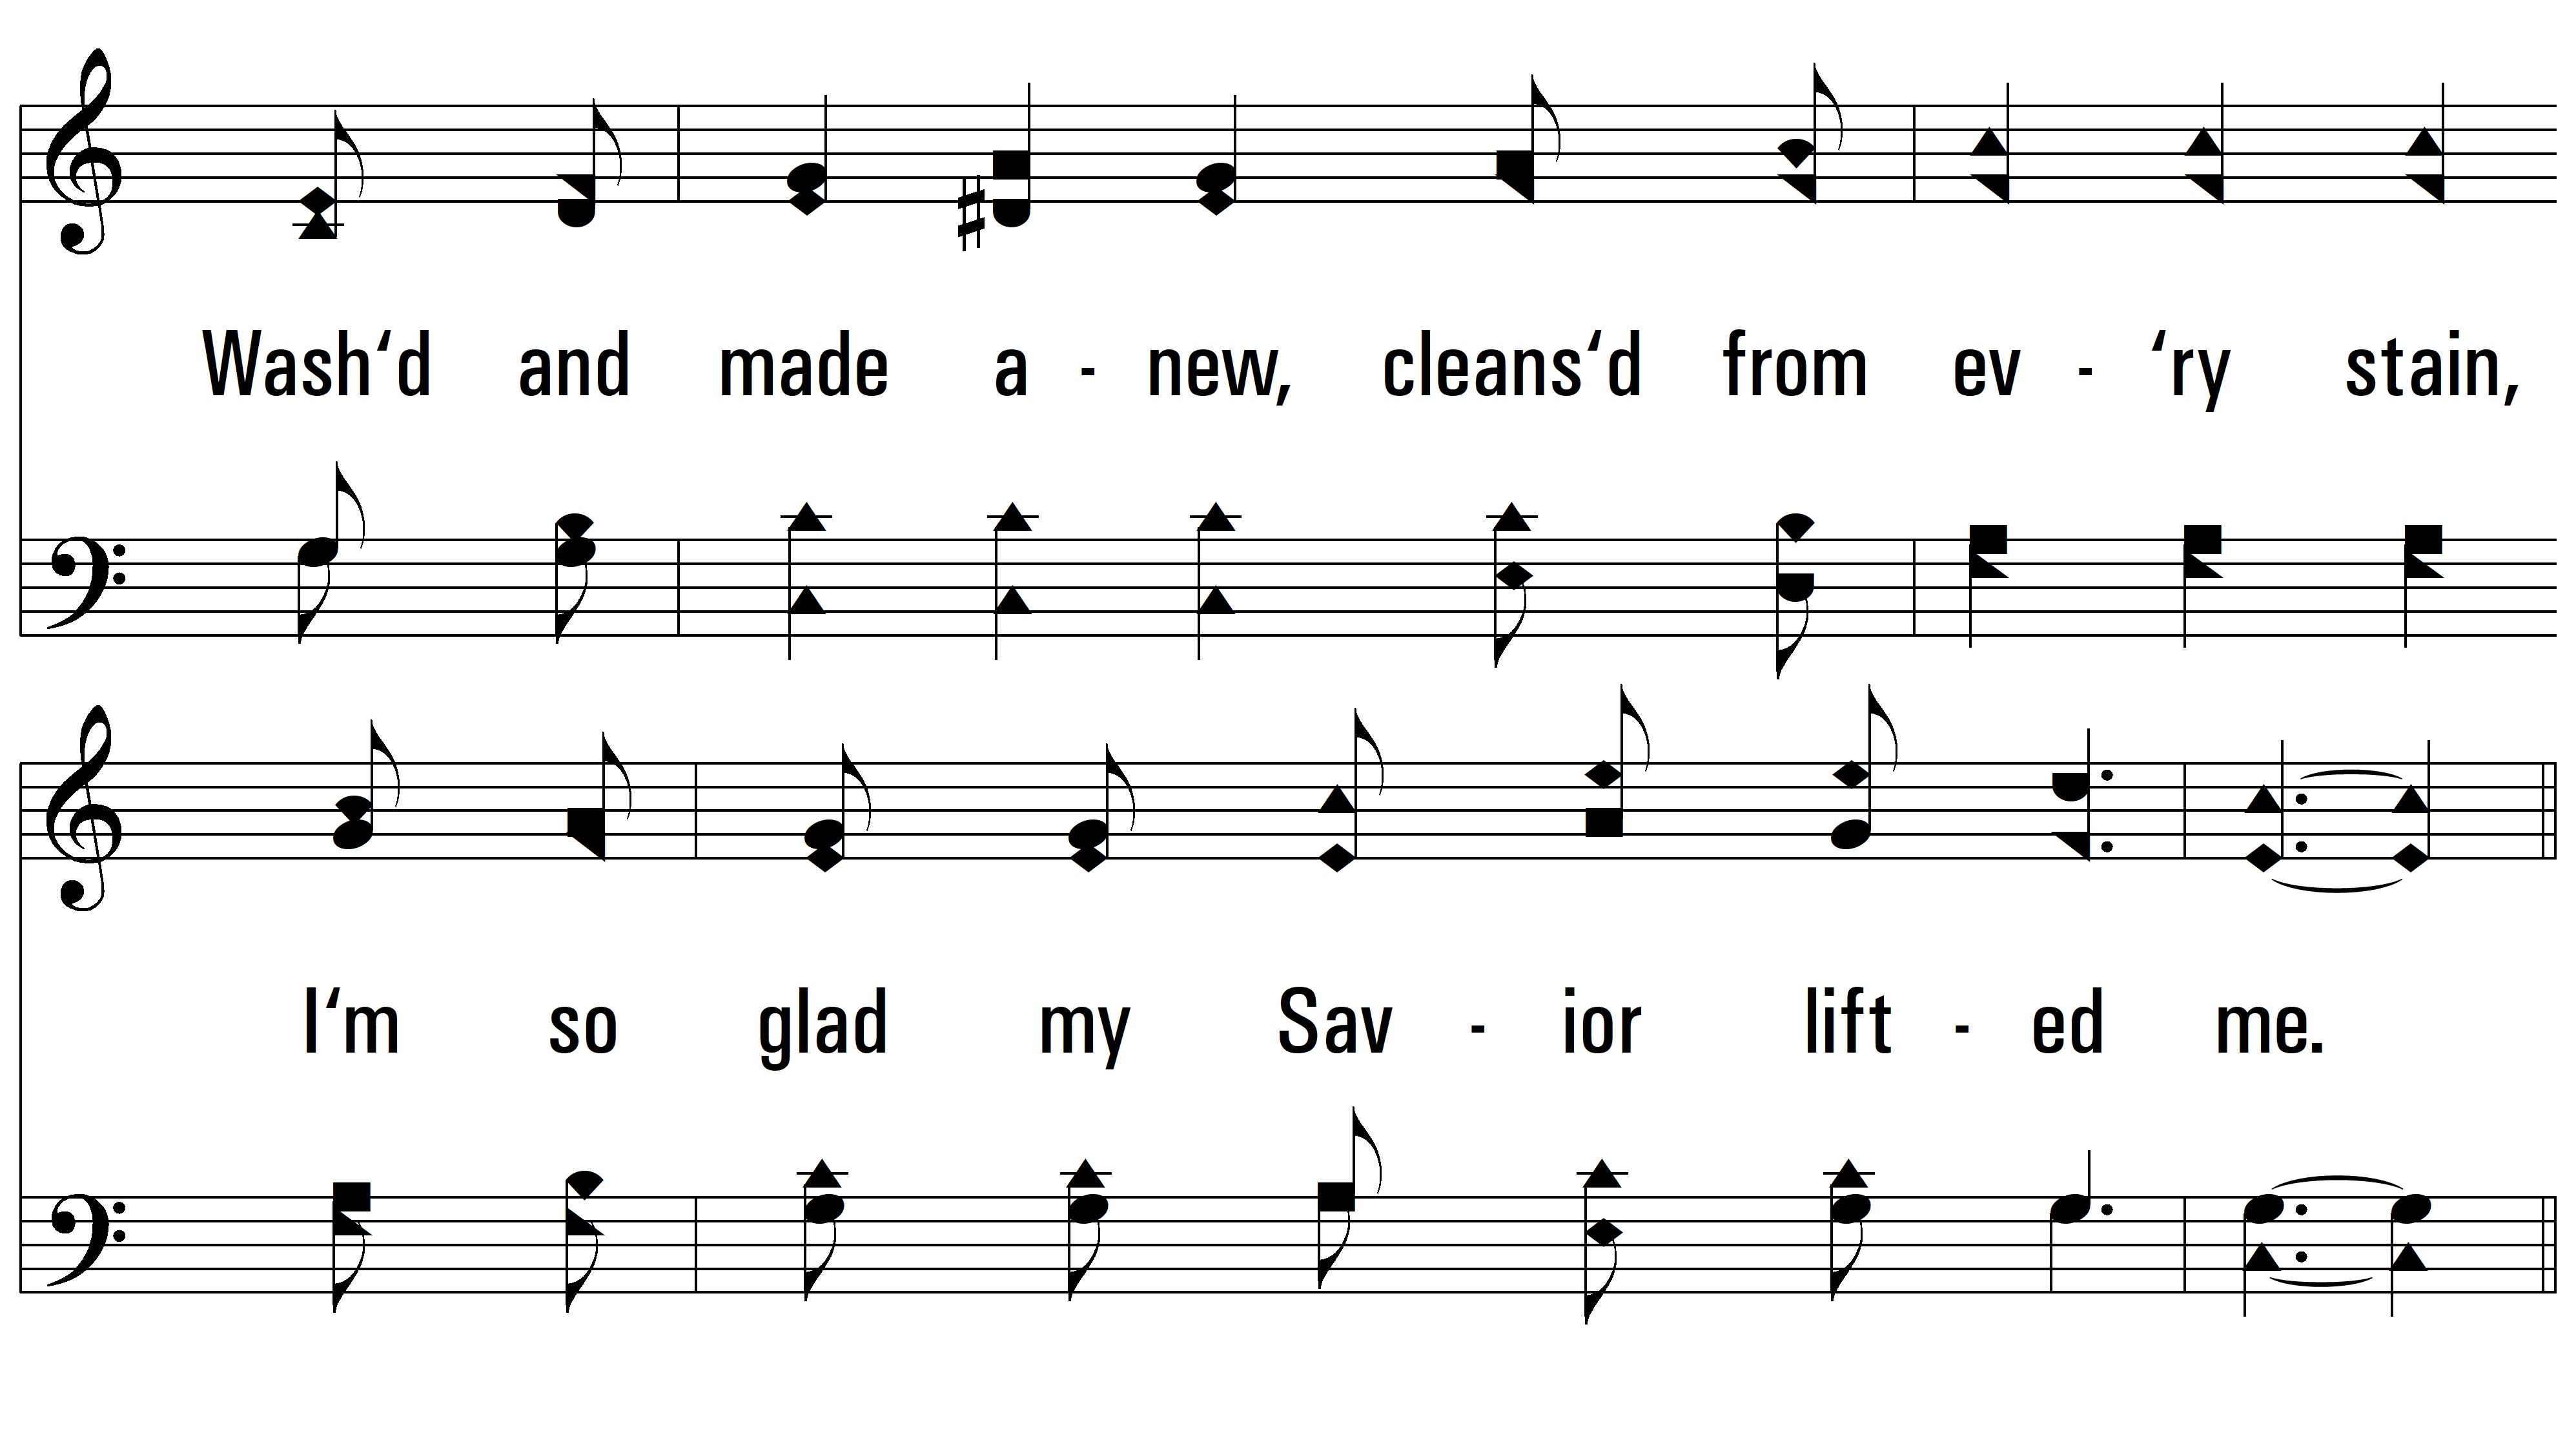 Wash‘d and made a - new, cleans‘d from ev - ‘ry stain,
I‘m so glad my Sav - ior lift - ed me.